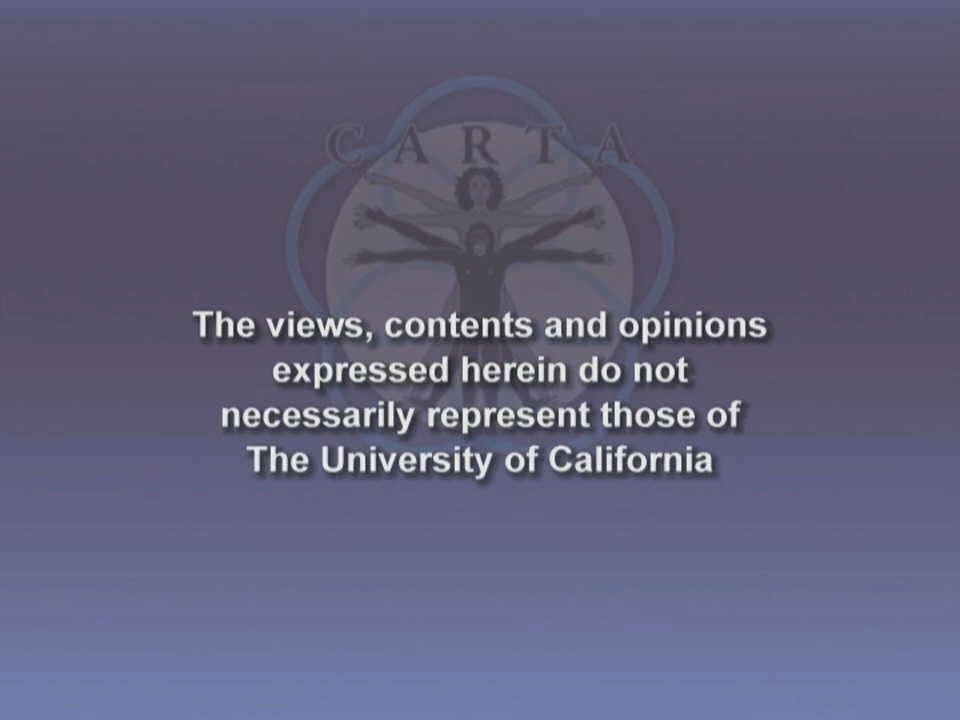 CARTA
The views, contents and opinions
expressed herein do not
necessarily represent those of
The University of California